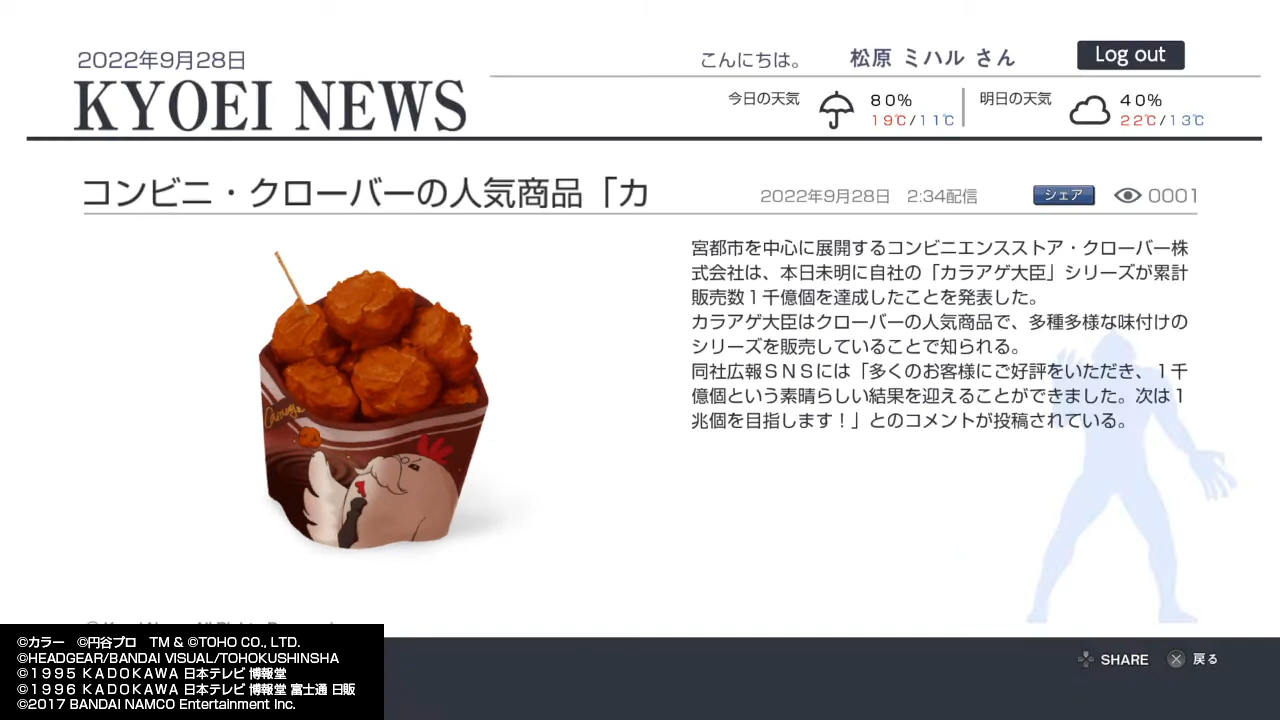 2022年9月28日
こんにちは。 松原 ミハル さん
Log out
KYOEI NEWS
今日の天気 80% 19℃/11℃
明日の天気 40% 22℃/13℃
コンビニ・クローバーの人気商品「カ
2022年9月28日 2:34配信 シェア 0001
宮都市を中心に展開するコンビニエンスストア・クローバー株
式会社は、本日未明に自社の「カラアゲ大臣」シリーズが累計
販売数１千億個を達成したことを発表した。
カラアゲ大臣はクローバーの人気商品で、多種多様な味付けの
シリーズを販売していることで知られる。
同社広報ＳＮＳには「多くのお客様にご好評をいただき、１千
億個という素晴らしい結果を迎えることができました。次は１
兆個を目指します！」とのコメントが投稿されている。
©カラー ©円谷プロ TM & ©TOHO CO., LTD.
©HEADGEAR/BANDAI VISUAL/TOHOKUSHINSHA
©１９９５ ＫＡＤＯＫＡＷＡ 日本テレビ 博報堂
©１９９６ ＫＡＤＯＫＡＷＡ 日本テレビ 博報堂 富士通 日販
©2017 BANDAI NAMCO Entertainment Inc.
SHARE 戻る